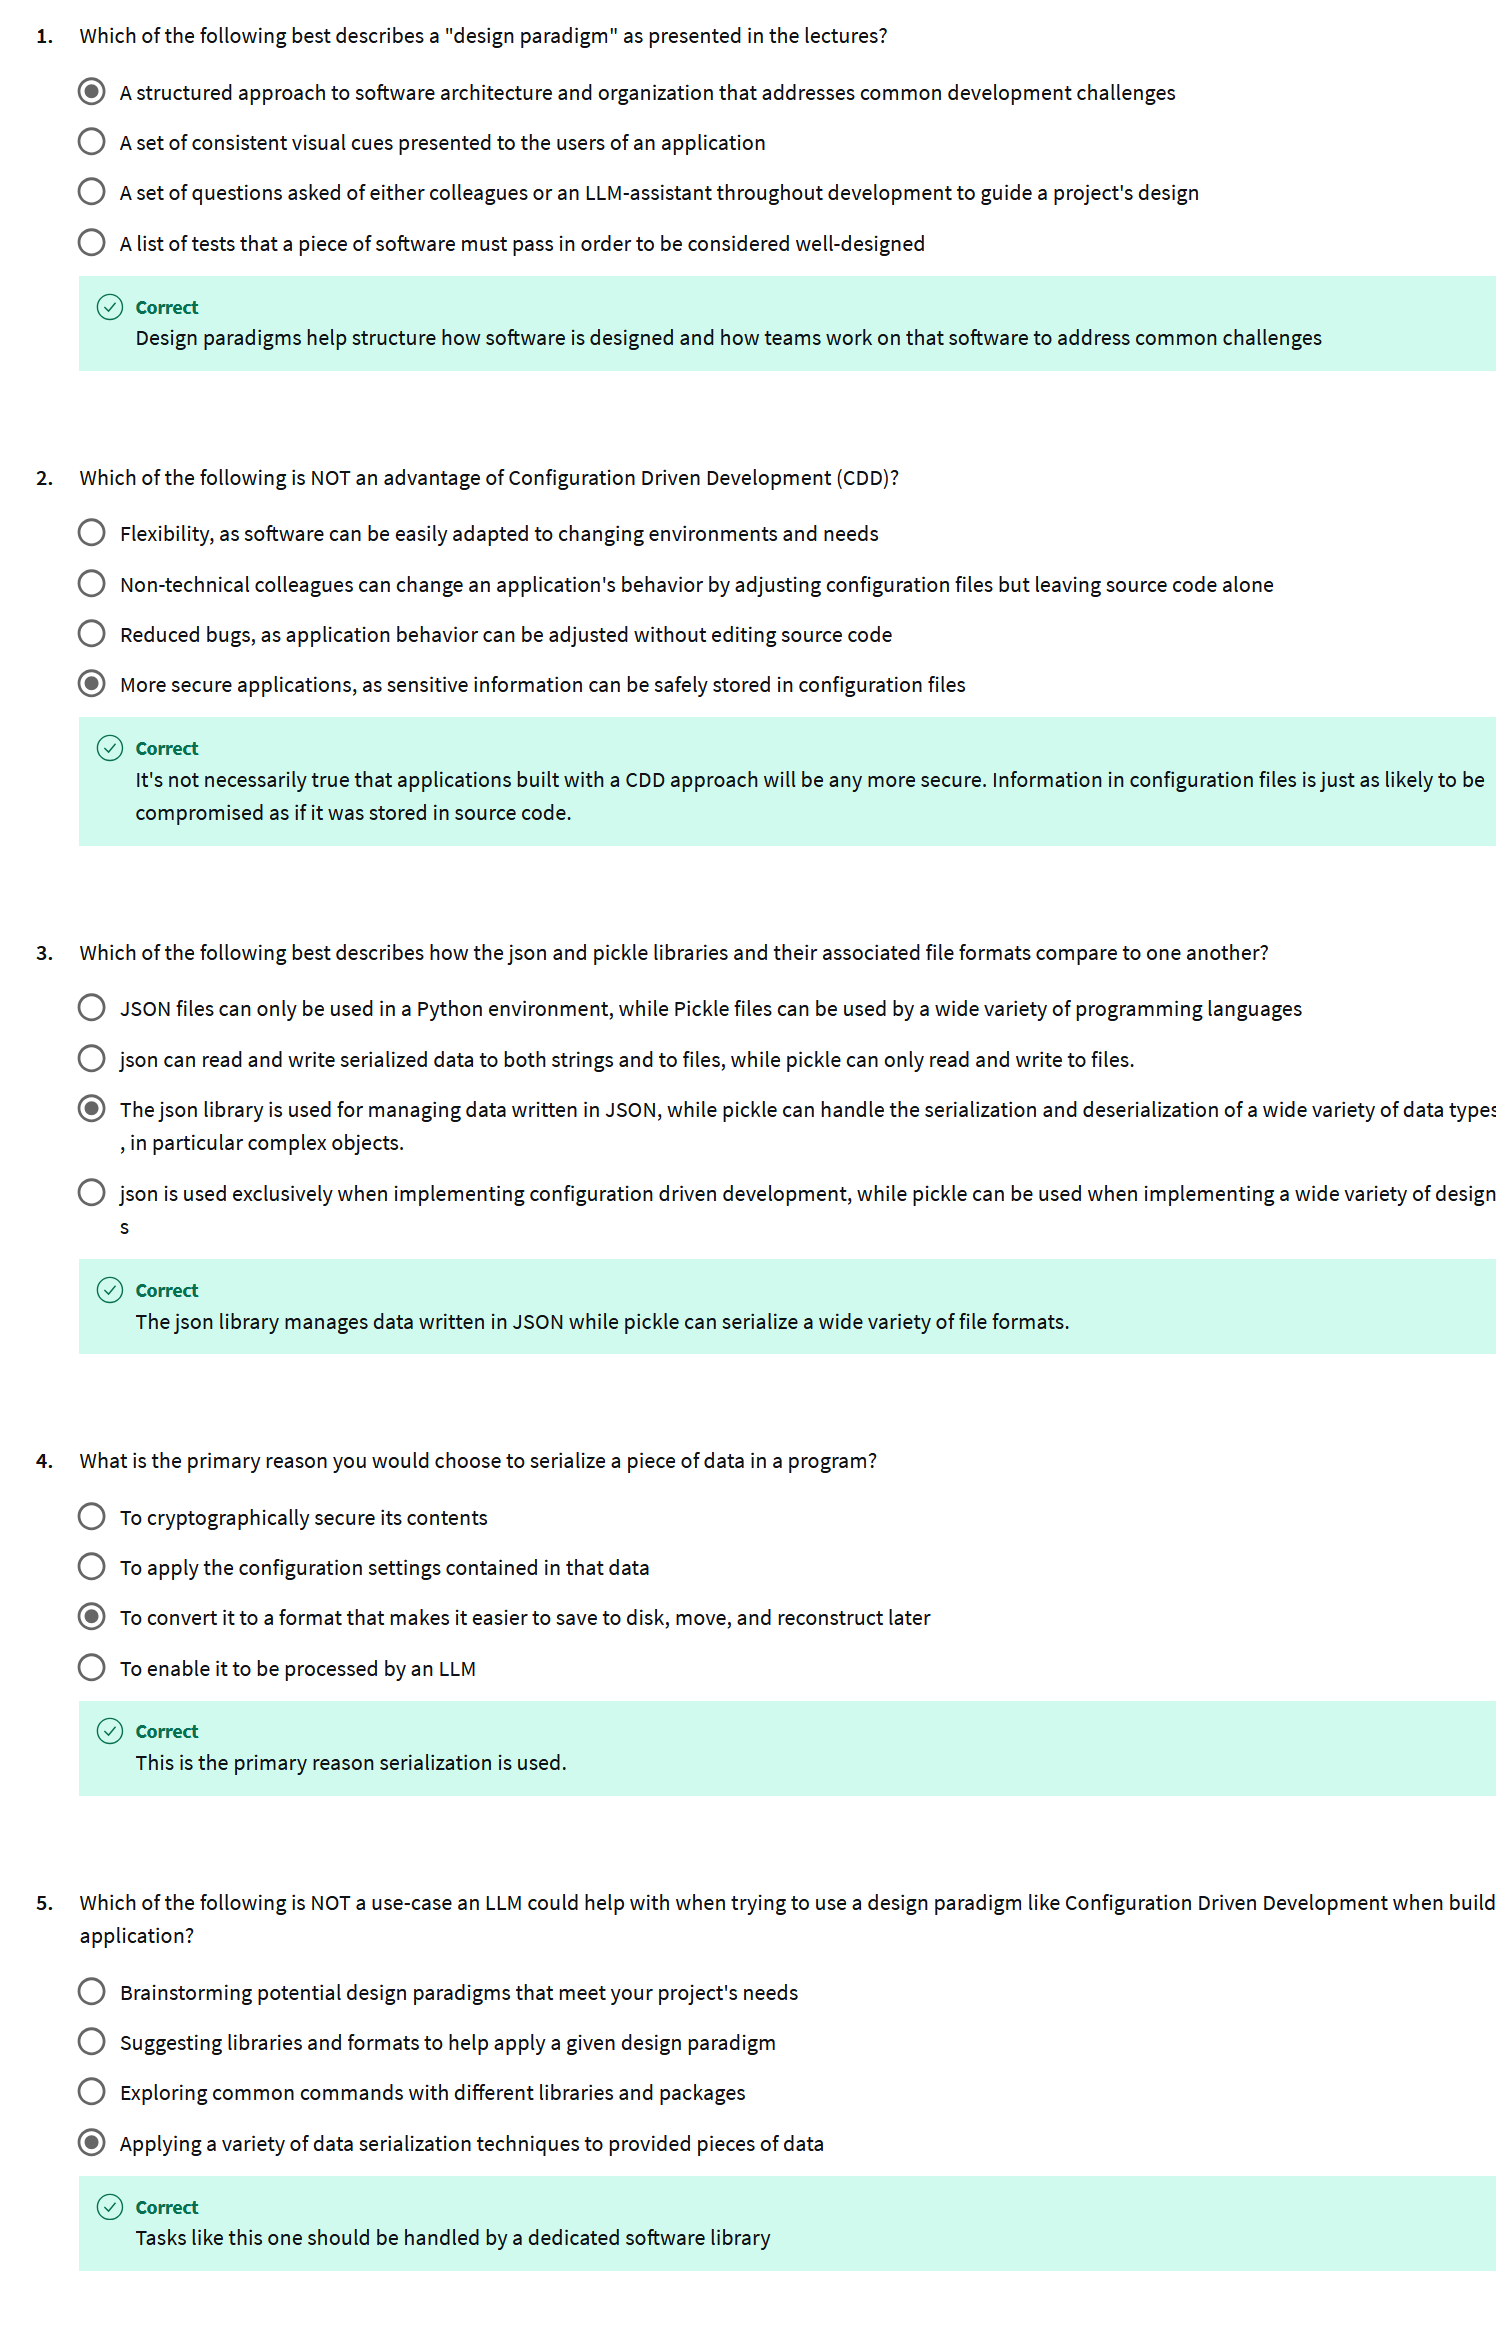 1. Which of the following best describes a "design paradigm" as presented in the lectures?
A structured approach to software architecture and organization that addresses common development challenges
A set of consistent visual cues presented to the users of an application
A set of questions asked of either colleagues or an LLM-assistant throughout development to guide a project's design
A list of tests that a piece of software must pass in order to be considered well-designed
Correct
Design paradigms help structure how software is designed and how teams work on that software to address common challenges
2. Which of the following is NOT an advantage of Configuration Driven Development (CDD)?
Flexibility, as software can be easily adapted to changing environments and needs
Non-technical colleagues can change an application's behavior by adjusting configuration files but leaving source code alone
Reduced bugs, as application behavior can be adjusted without editing source code
More secure applications, as sensitive information can be safely stored in configuration files
Correct
It's not necessarily true that applications built with a CDD approach will be any more secure. Information in configuration files is just as likely to be
compromised as if it was stored in source code.
3. Which of the following best describes how the json and pickle libraries and their associated file formats compare to one another?
JSON files can only be used in a Python environment, while Pickle files can be used by a wide variety of programming languages
json can read and write serialized data to both strings and to files, while pickle can only read and write to files.
The json library is used for managing data written in JSON, while pickle can handle the serialization and deserialization of a wide variety of data types
, in particular complex objects.
json is used exclusively when implementing configuration driven development, while pickle can be used when implementing a wide variety of design
s
Correct
The json library manages data written in JSON while pickle can serialize a wide variety of file formats.
4. What is the primary reason you would choose to serialize a piece of data in a program?
To cryptographically secure its contents
To apply the configuration settings contained in that data
To convert it to a format that makes it easier to save to disk, move, and reconstruct later
To enable it to be processed by an LLM
Correct
This is the primary reason serialization is used.
5. Which of the following is NOT a use-case an LLM could help with when trying to use a design paradigm like Configuration Driven Development when build
application?
Brainstorming potential design paradigms that meet your project's needs
Suggesting libraries and formats to help apply a given design paradigm
Exploring common commands with different libraries and packages
Applying a variety of data serialization techniques to provided pieces of data
Correct
Tasks like this one should be handled by a dedicated software library